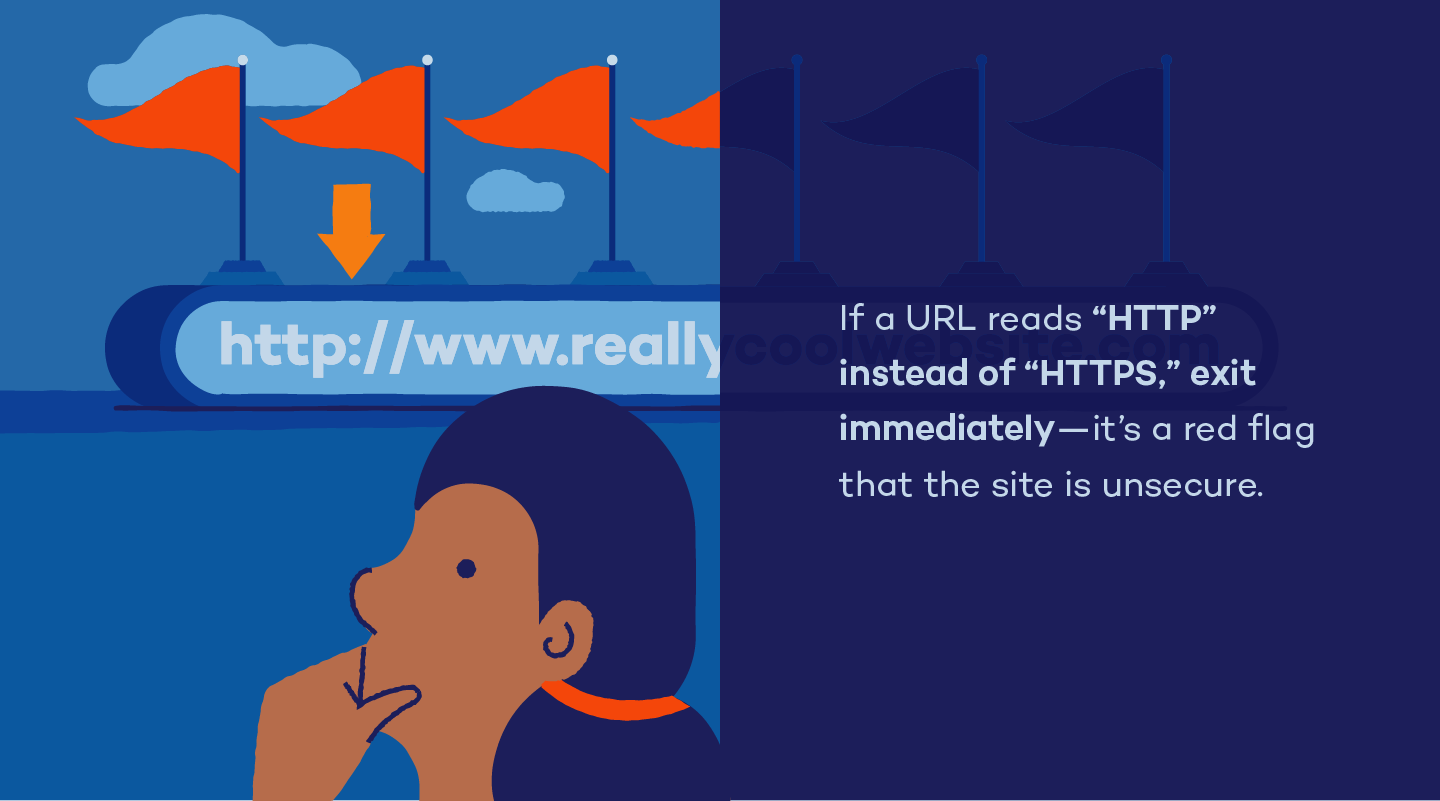 http://www.reallycoolwebsite.com
If a URL reads “HTTP”
instead of “HTTPS,” exit
immediately—it’s a red flag
that the site is unsecure.